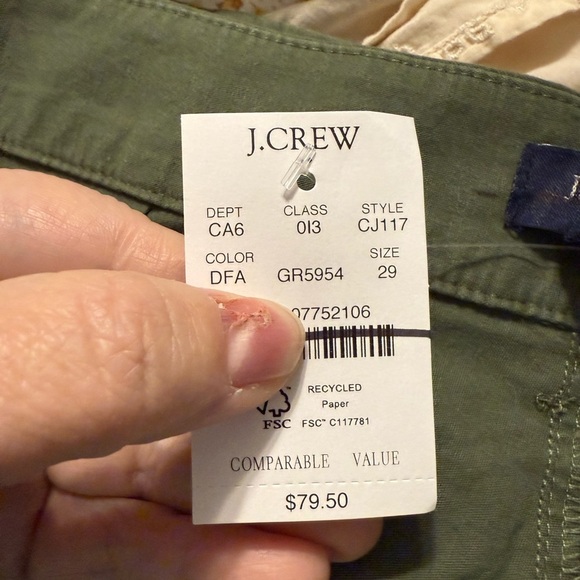 J.CREW
DEPT CLASS STYLE
CA6 0I3 CJ117
COLOR SIZE
DFA GR5954 29
07752106
RECYCLED
Paper
FSC FSC™ C117781
COMPARABLE VALUE
$79.50